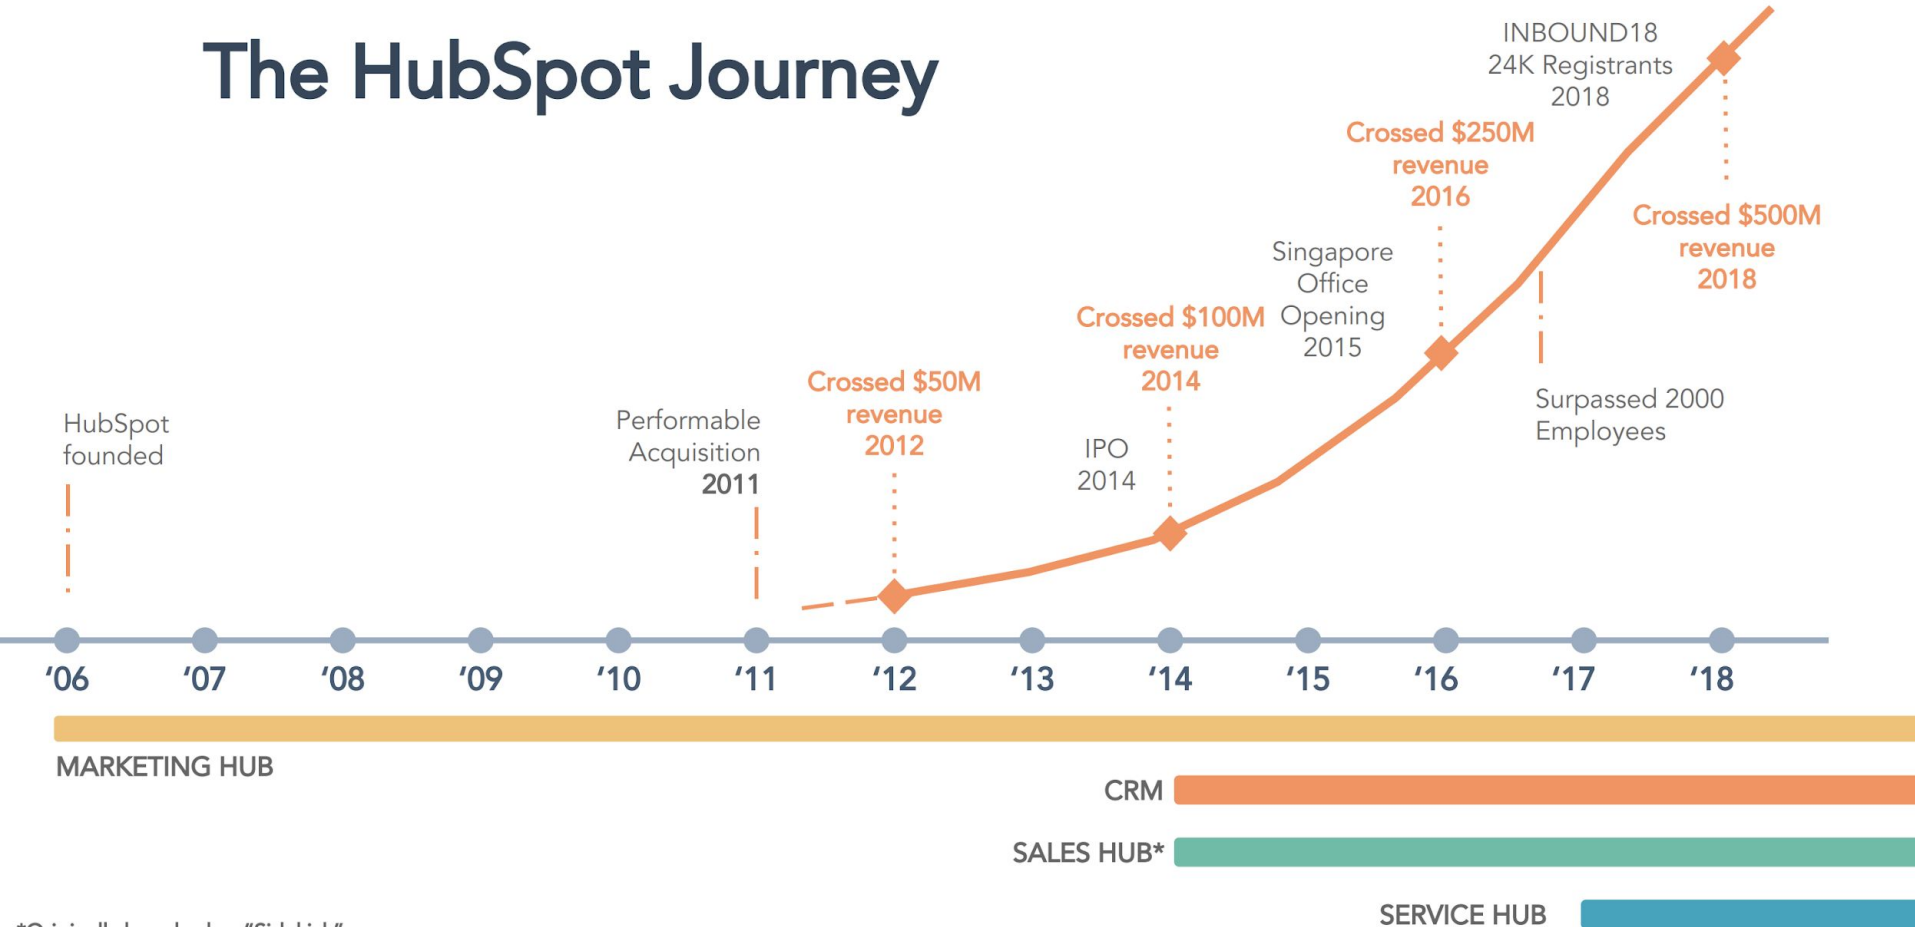 The HubSpot Journey
INBOUND18
24K Registrants
2018
Crossed $250M
revenue
2016
Crossed $500M
revenue
2018
Singapore
Office
Opening
2015
Crossed $100M
revenue
2014
Crossed $50M
revenue
2012
Surpassed 2000
Employees
HubSpot
founded
Performable
Acquisition
2011
IPO
2014
‘06 ‘07 ‘08 ‘09 ‘10 ‘11 ‘12 ‘13 ‘14 ‘15 ‘16 ‘17 ‘18
MARKETING HUB
CRM
SALES HUB*
SERVICE HUB